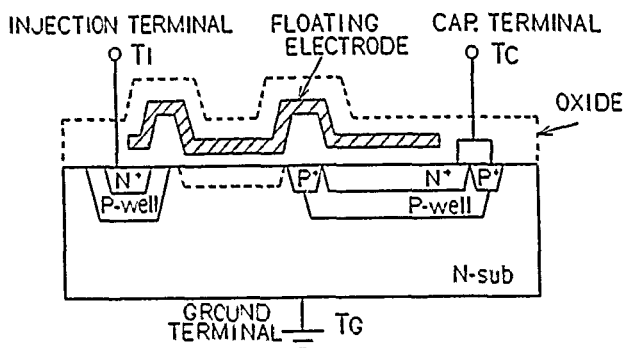 INJECTION TERMINAL
TI
FLOATING
ELECTRODE
CAP. TERMINAL
TC
OXIDE
N+
P-well
P+
N+
P+
P-well
N-sub
GROUND
TERMINAL
TG